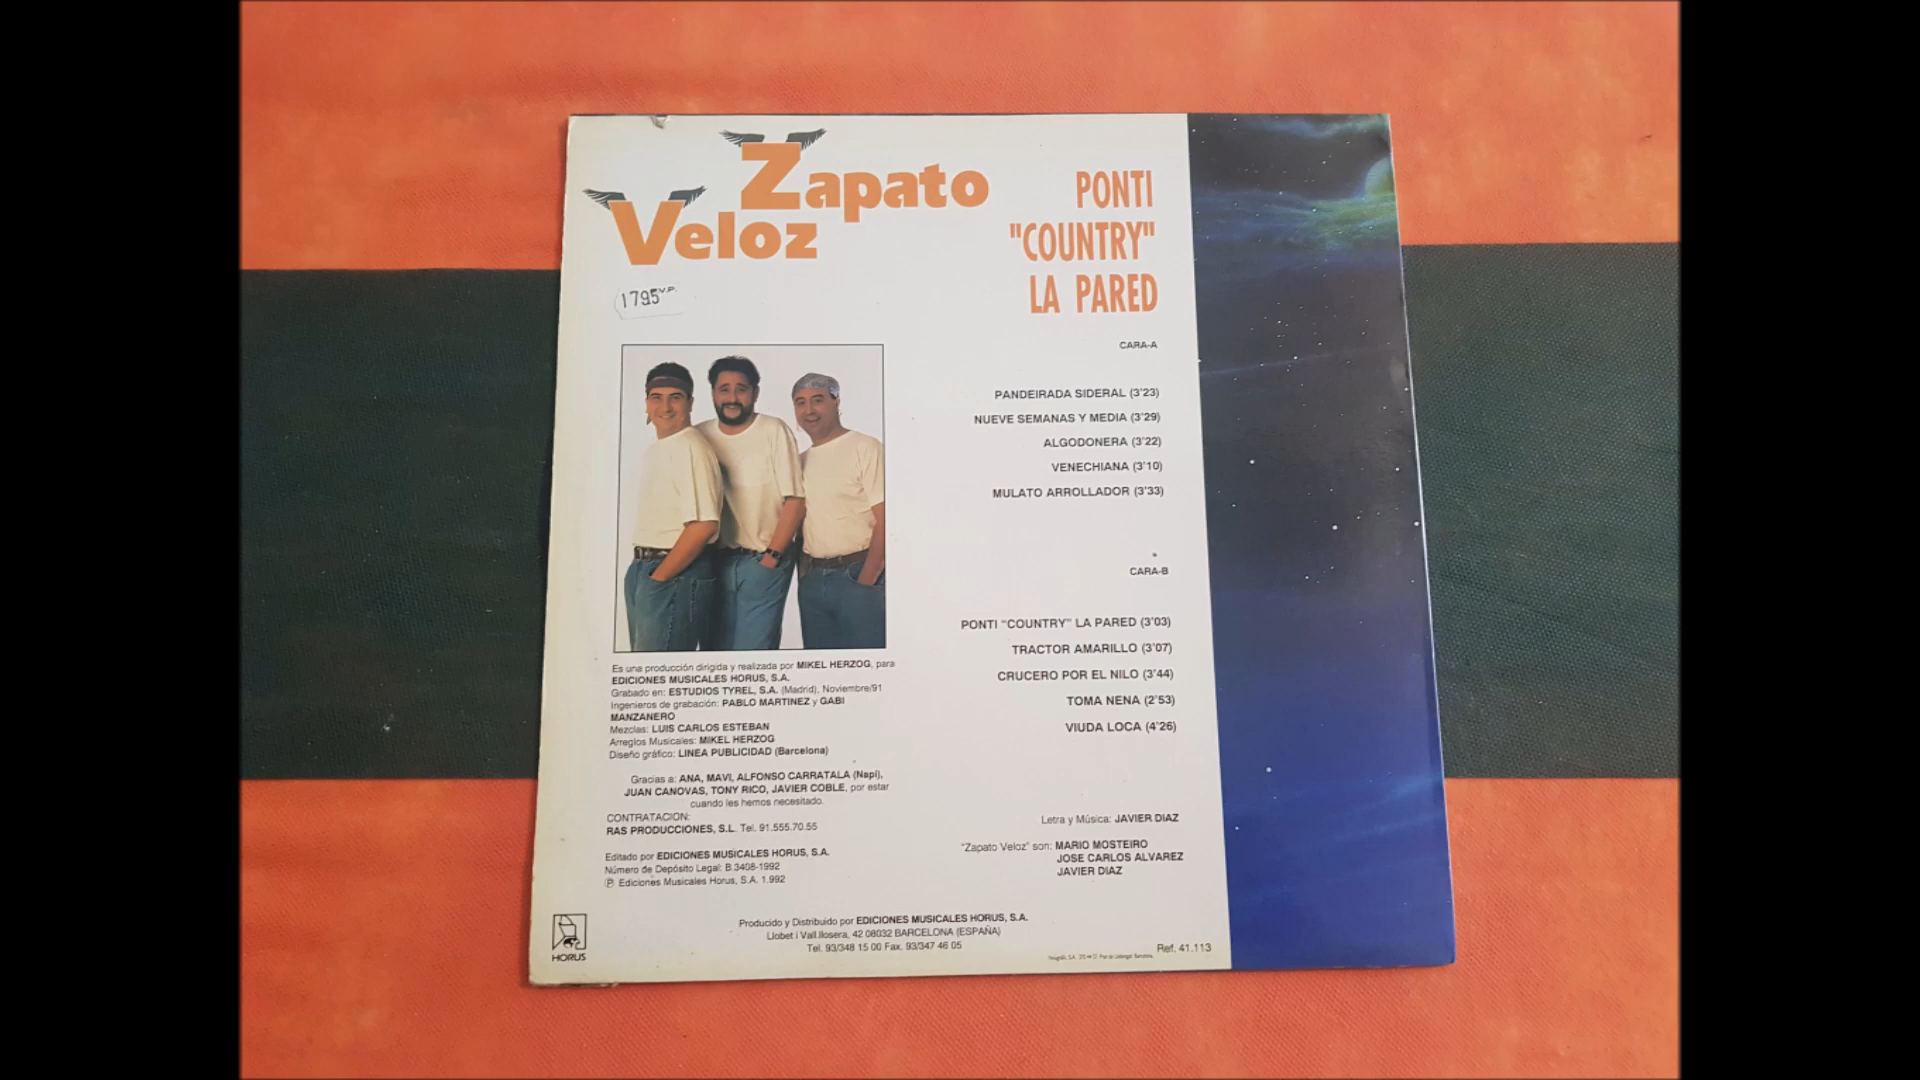 Zapato
Veloz
1795 V.P.
PONTI
"COUNTRY"
LA PARED
CARA-A
PANDEIRADA SIDERAL (3'23)
NUEVE SEMANAS Y MEDIA (3'29)
ALGODONERA (3'22)
VENECHIANA (3'10)
MULATO ARROLLADOR (3'33)
CARA-B
PONTI "COUNTRY" LA PARED (3'03)
TRACTOR AMARILLO (3'07)
CRUCERO POR EL NILO (3'44)
TOMA NENA (2'53)
VIUDA LOCA (4'26)
Es una producción dirigida y realizada por MIKEL HERZOG, para
EDICIONES MUSICALES HORUS, S.A.
Grabado en: ESTUDIOS TYREL, S.A. (Madrid), Noviembre/91
Ingenieros de grabación: PABLO MARTINEZ y GABI
MANZANERO
Mezclas: LUIS CARLOS ESTEBAN
Arreglos Musicales: MIKEL HERZOG
Diseño gráfico: LINEA PUBLICIDAD (Barcelona)
Gracias a: ANA, MAVI, ALFONSO CARRATALA (Napi),
JUAN CANOVAS, TONY RICO, JAVIER COBLE, por estar
cuando les hemos necesitado.
CONTRATACION:
RAS PRODUCCIONES, S.L. Tel. 91.555.70.55
Editado por EDICIONES MUSICALES HORUS, S.A.
Número de Depósito Legal: B.3408-1992
Ⓟ Ediciones Musicales Horus, S.A. 1.992
Letra y Música: JAVIER DIAZ
"Zapato Veloz" son: MARIO MOSTEIRO
JOSE CARLOS ALVAREZ
JAVIER DIAZ
HORUS
Producido y Distribuido por EDICIONES MUSICALES HORUS, S.A.
Llobet i Vall.llosera, 42 08032 BARCELONA (ESPAÑA)
Tel. 93/348 15 00 Fax. 93/347 46 05
Ref. 41.113